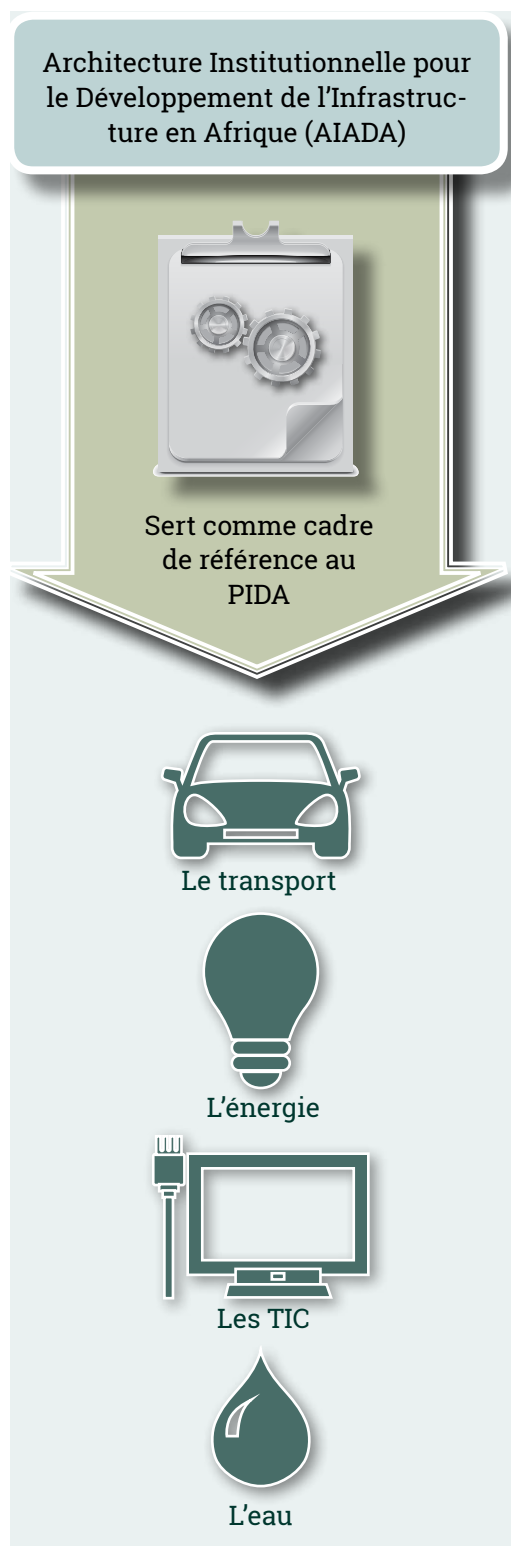 Architecture Institutionnelle pour
le Développement de l’Infrastruc-
ture en Afrique (AIADA)
Sert comme cadre
de référence au
PIDA
Le transport
L’énergie
Les TIC
L’eau